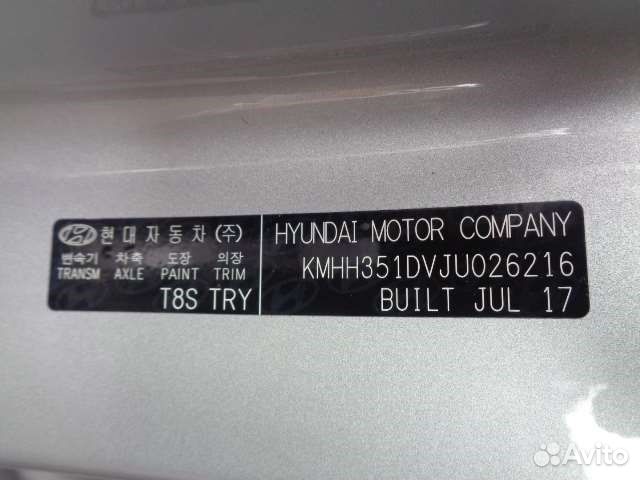 현대자동차(주)
변속기 차축 도장 의장
TRANSM AXLE PAINT TRIM
T8S TRY
HYUNDAI MOTOR COMPANY
KMHH351DVJU026216
BUILT JUL 17
Avito